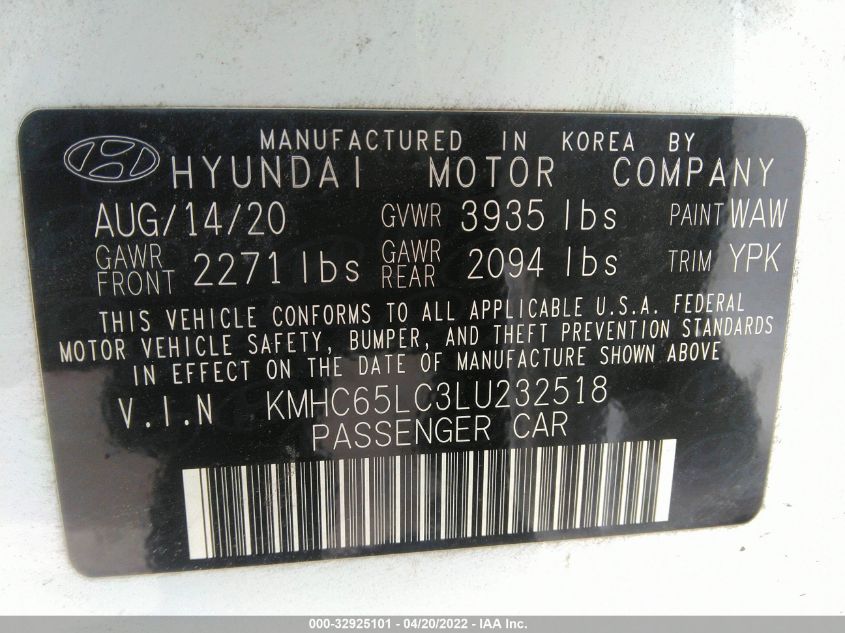 MANUFACTURED IN KOREA BY
HYUNDAI MOTOR COMPANY
AUG/14/20 GVWR 3935 lbs PAINT WAW
GAWR FRONT 2271 lbs GAWR REAR 2094 lbs TRIM YPK
THIS VEHICLE CONFORMS TO ALL APPLICABLE U.S.A. FEDERAL
MOTOR VEHICLE SAFETY, BUMPER, AND THEFT PREVENTION STANDARDS
IN EFFECT ON THE DATE OF MANUFACTURE SHOWN ABOVE
V.I.N KMHC65LC3LU232518
PASSENGER CAR
000-32925101 - 04/20/2022 - IAA Inc.